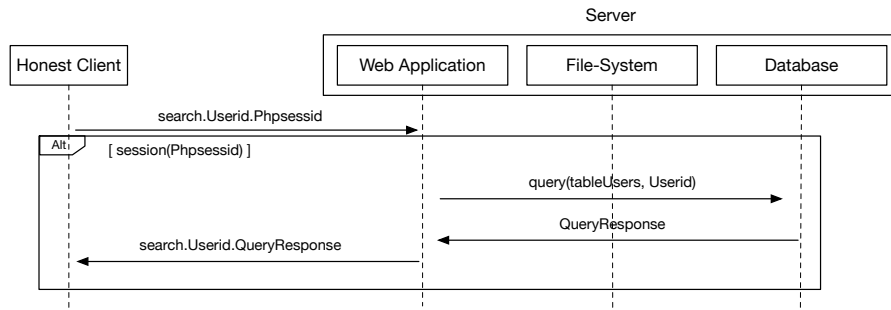 Server
Honest Client
Web Application
File-System
Database
search.Userid.Phpsessid
Alt
[ session(Phpsessid) ]
query(tableUsers, Userid)
QueryResponse
search.Userid.QueryResponse